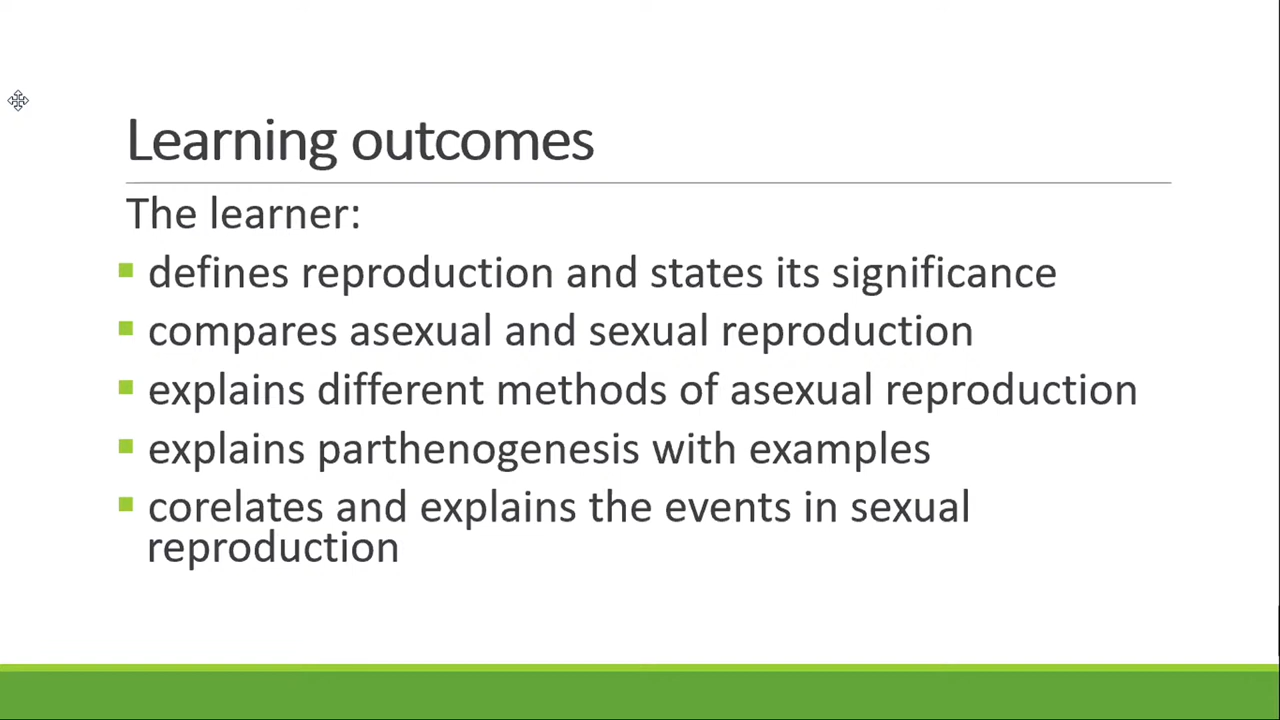 Learning outcomes
The learner:
defines reproduction and states its significance
compares asexual and sexual reproduction
explains different methods of asexual reproduction
explains parthenogenesis with examples
corelates and explains the events in sexual
reproduction